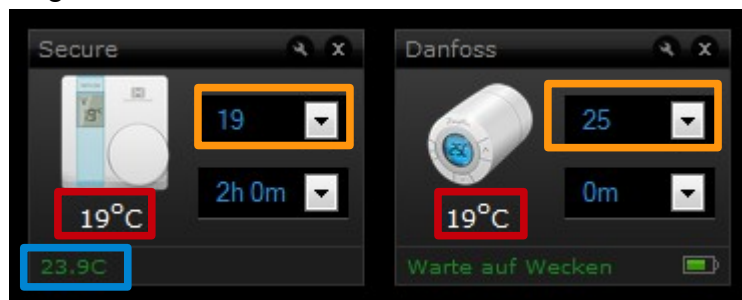 Secure
19
2h 0m
19°C
23.9C
Danfoss
25
0m
19°C
Warte auf Wecken